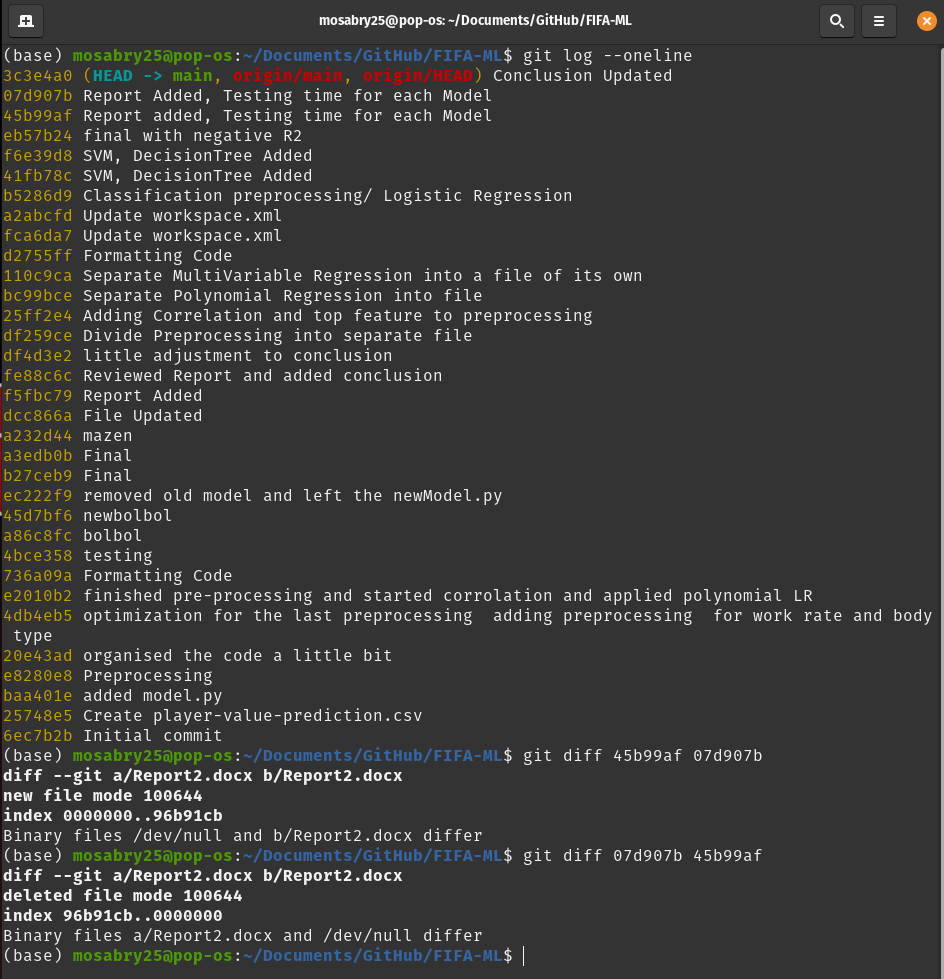 mosabry25@pop-os: ~/Documents/GitHub/FIFA-ML
(base) mosabry25@pop-os:~/Documents/GitHub/FIFA-ML$ git log --oneline
3c3e4a0 (HEAD -> main, origin/main, origin/HEAD) Conclusion Updated
07d907b Report Added, Testing time for each Model
45b99af Report added, Testing time for each Model
eb57b24 final with negative R2
f6e39d8 SVM, DecisionTree Added
41fb78c SVM, DecisionTree Added
b5286d9 Classification preprocessing/ Logistic Regression
a2abcfd Update workspace.xml
fca6da7 Update workspace.xml
d2755ff Formatting Code
110c9ca Separate MultiVariable Regression into a file of its own
bc99bce Separate Polynomial Regression into file
25ff2e4 Adding Correlation and top feature to preprocessing
df259ce Divide Preprocessing into separate file
df4d3e2 little adjustment to conclusion
fe88c6c Reviewed Report and added conclusion
f5fbc79 Report Added
dcc866a File Updated
a232d44 mazen
a3edb0b Final
b27ceb9 Final
ec222f9 removed old model and left the newModel.py
45d7bf6 newbolbol
a86c8fc bolbol
4bce358 testing
736a09a Formatting Code
e2010b2 finished pre-processing and started corrolation and applied polynomial LR
4db4eb5 optimization for the last preprocessing  adding preprocessing  for work rate and body
 type
20e43ad organised the code a little bit
e8280e8 Preprocessing
baa401e added model.py
25748e5 Create player-value-prediction.csv
6ec7b2b Initial commit
(base) mosabry25@pop-os:~/Documents/GitHub/FIFA-ML$ git diff 45b99af 07d907b
diff --git a/Report2.docx b/Report2.docx
new file mode 100644
index 0000000..96b91cb
Binary files /dev/null and b/Report2.docx differ
(base) mosabry25@pop-os:~/Documents/GitHub/FIFA-ML$ git diff 07d907b 45b99af
diff --git a/Report2.docx b/Report2.docx
deleted file mode 100644
index 96b91cb..0000000
Binary files a/Report2.docx and /dev/null differ
(base) mosabry25@pop-os:~/Documents/GitHub/FIFA-ML$